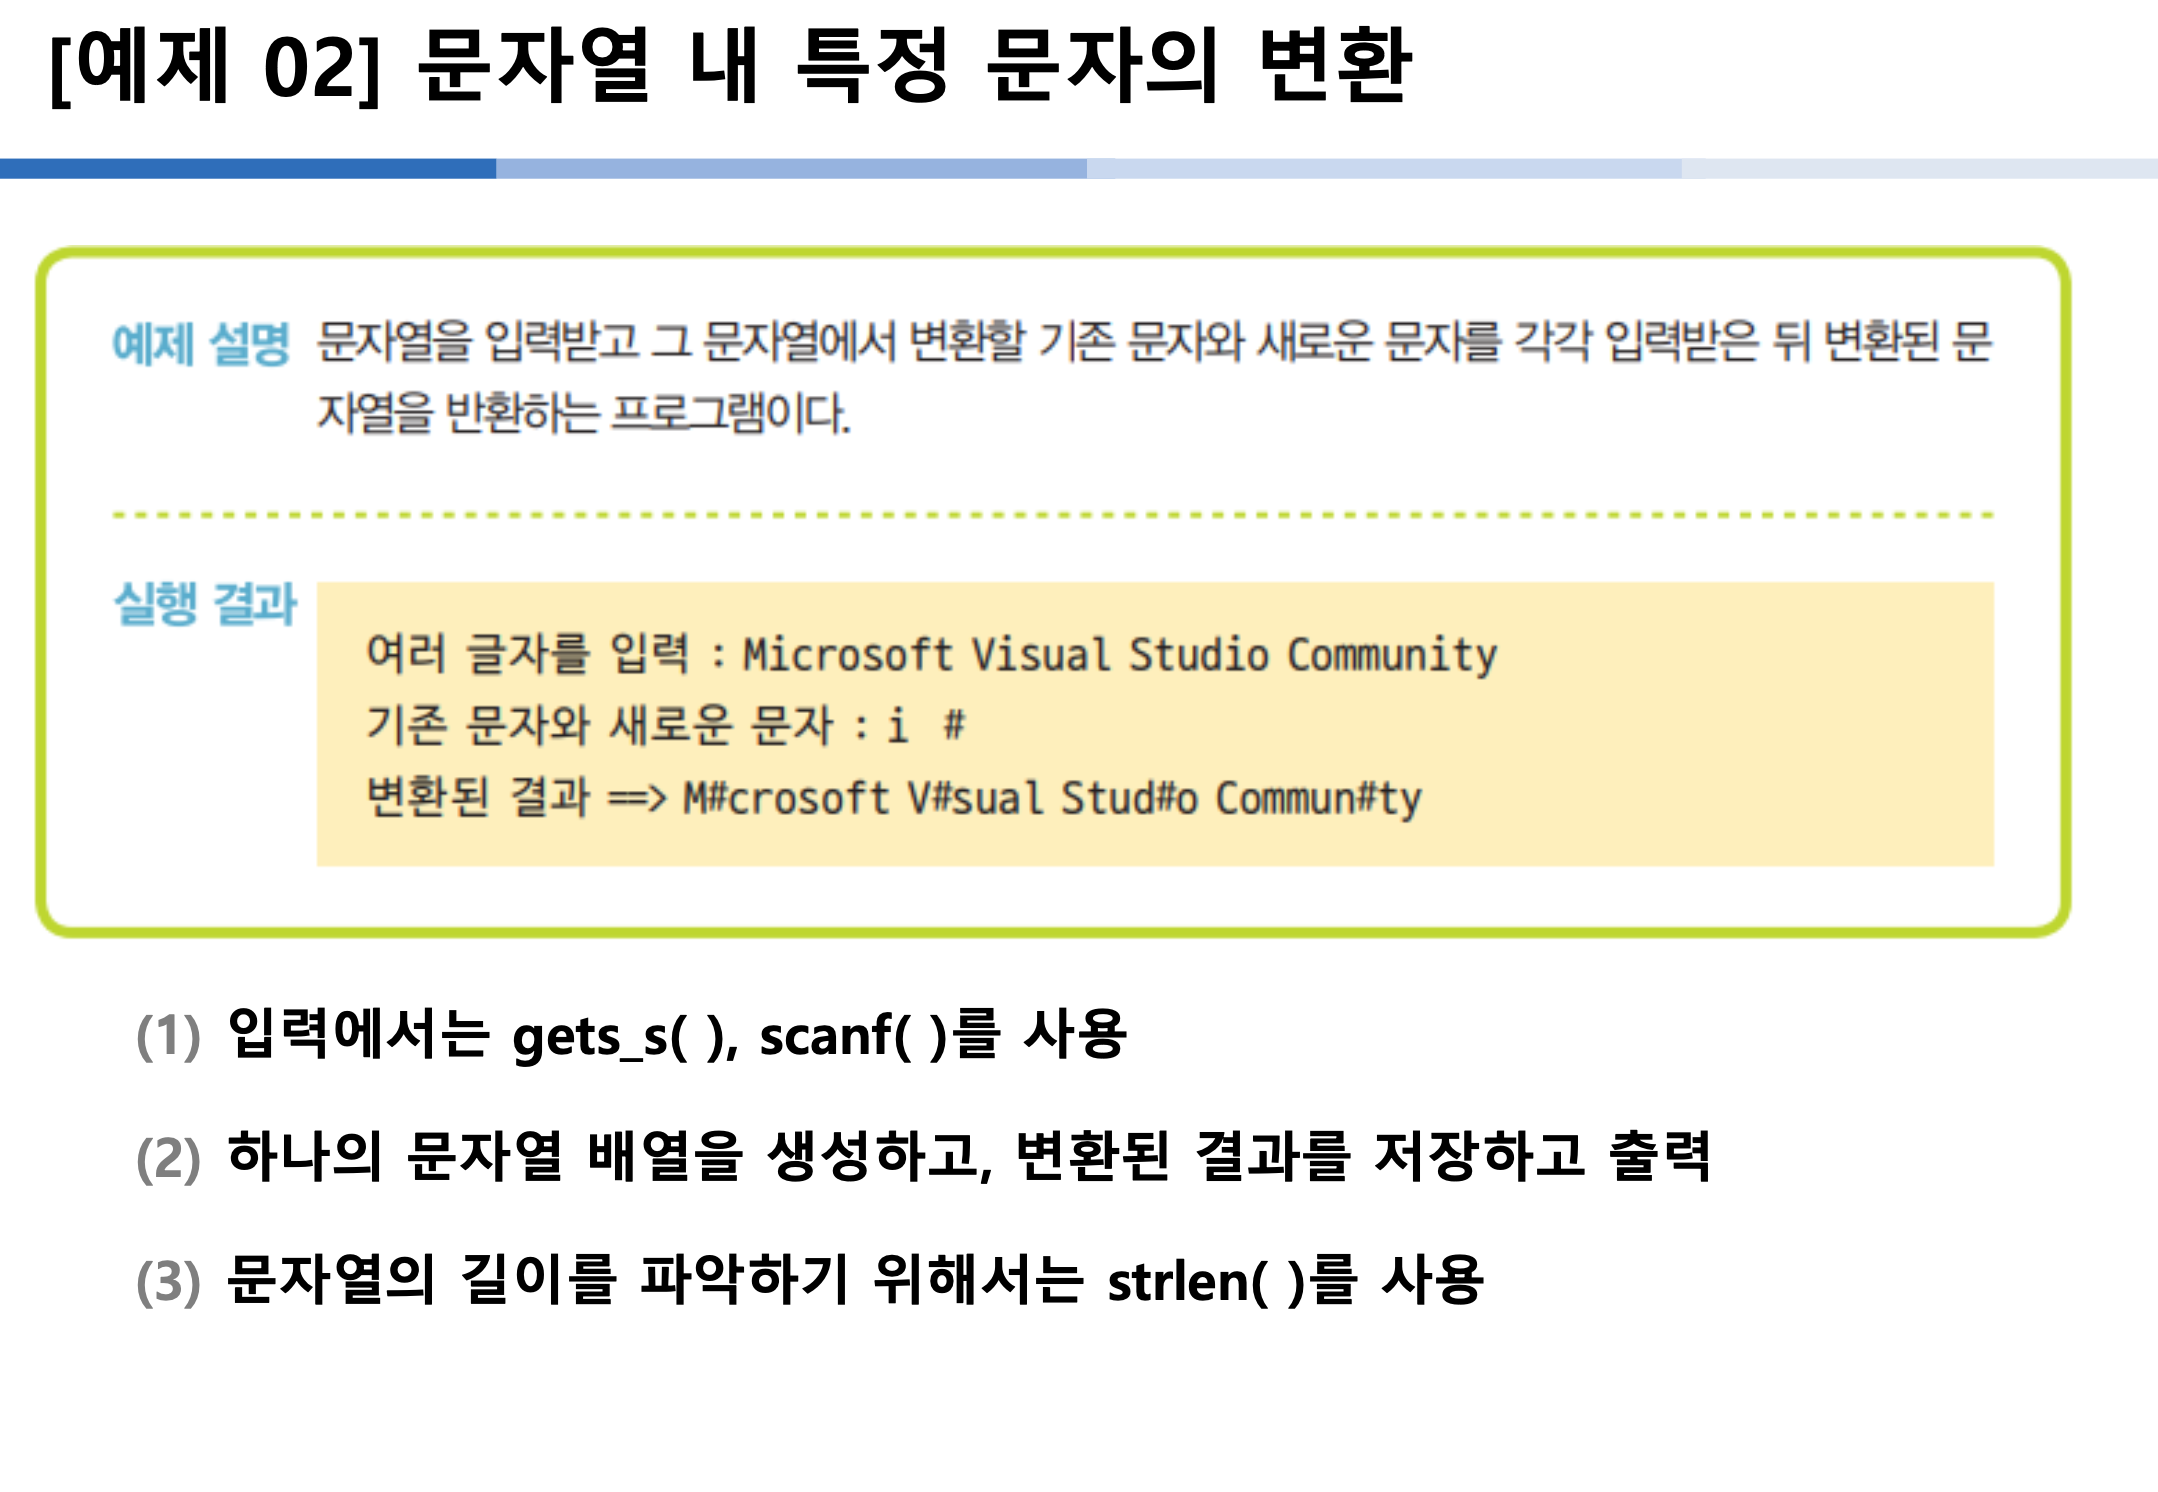 [예제 02] 문자열 내 특정 문자의 변환
예제 설명 문자열을 입력받고 그 문자열에서 변환할 기존 문자와 새로운 문자를 각각 입력받은 뒤 변환된 문
자열을 반환하는 프로그램이다.
실행 결과
여러 글자를 입력 : Microsoft Visual Studio Community
기존 문자와 새로운 문자 : i #
변환된 결과 ==> M#crosoft V#sual Stud#o Commun#ty
(1) 입력에서는 gets_s( ), scanf( )를 사용
(2) 하나의 문자열 배열을 생성하고, 변환된 결과를 저장하고 출력
(3) 문자열의 길이를 파악하기 위해서는 strlen( )를 사용